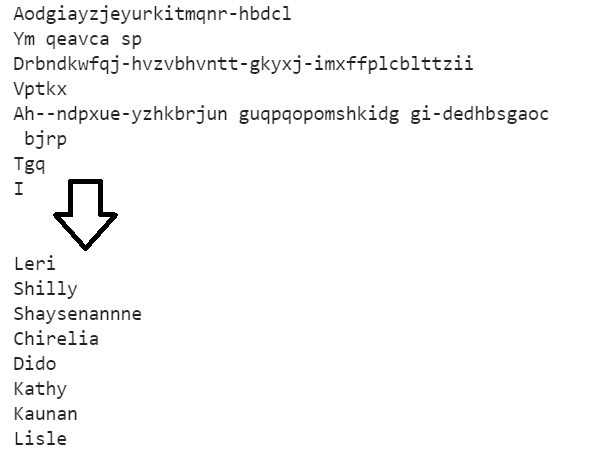 Aodgiayzjeyurkitmqnr-hbdcl
Ym qeavca sp
Drbndkwfqj-hvzvbhvntt-gkyxj-imxffplcblttzii
Vptkx
Ah--ndpxue-yzhkbrjun guqpqopomshkidg gi-dedhbsgaoc
 bjrp
Tgq
I
Leri
Shilly
Shaysenannne
Chirelia
Dido
Kathy
Kaunan
Lisle